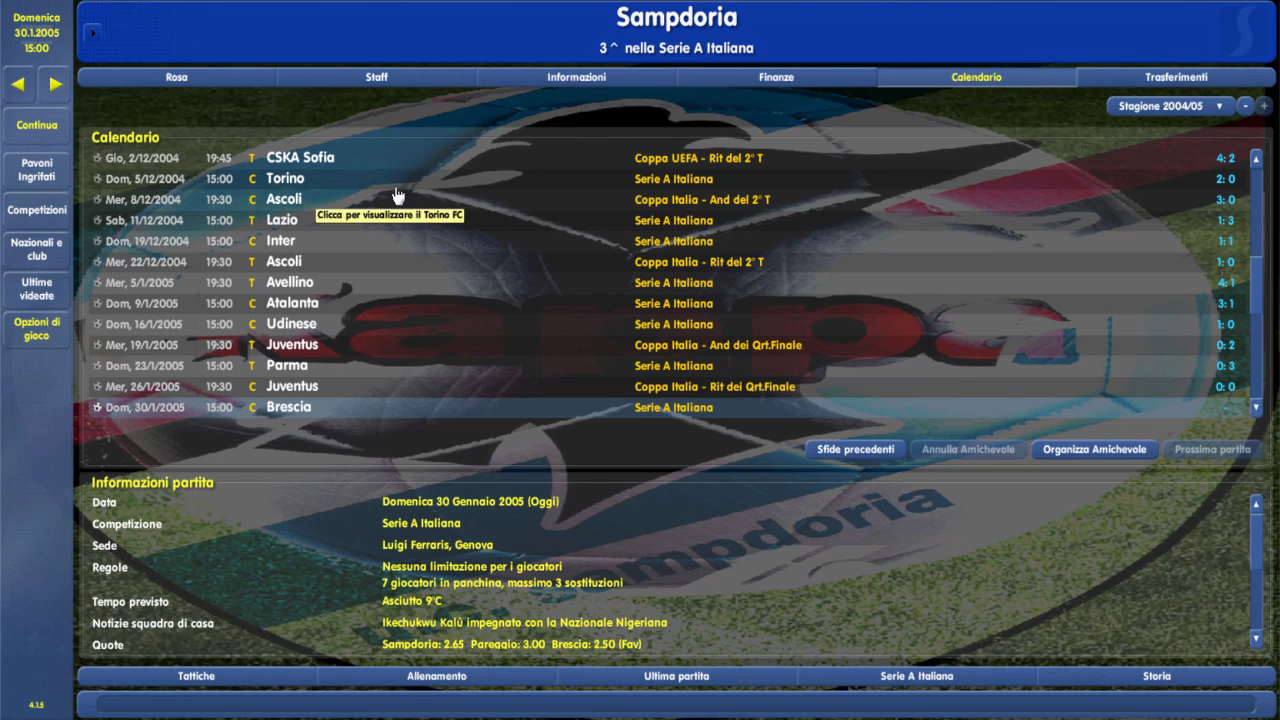 Domenica
30.1.2005
15:00
Sampdoria
3^ nella Serie A Italiana
Rosa Staff Informazioni Finanze Calendario Trasferimenti
Stagione 2004/05 - +
Continua
Pavoni
Ingrifati
Competizioni
Nazionali e
club
Ultime
videate
Opzioni di
gioco
Calendario
Gio, 2/12/2004 19:45 T CSKA Sofia Coppa UEFA - Rit del 2° T 4: 2
Dom, 5/12/2004 15:00 C Torino Serie A Italiana 2: 0
Mer, 8/12/2004 19:30 C Ascoli Coppa Italia - And del 2° T 3: 0
Sab, 11/12/2004 15:00 T Lazio Serie A Italiana 1: 3
Clicca per visualizzare il Torino FC
Dom, 19/12/2004 15:00 C Inter Serie A Italiana 1: 1
Mer, 22/12/2004 19:30 T Ascoli Coppa Italia - Rit del 2° T 1: 0
Mer, 5/1/2005 19:30 T Avellino Serie A Italiana 4: 1
Dom, 9/1/2005 15:00 C Atalanta Serie A Italiana 3: 1
Dom, 16/1/2005 15:00 C Udinese Serie A Italiana 1: 0
Mer, 19/1/2005 19:30 T Juventus Coppa Italia - And dei Qrt.Finale 0: 2
Dom, 23/1/2005 15:00 T Parma Serie A Italiana 0: 3
Mer, 26/1/2005 19:30 C Juventus Coppa Italia - Rit dei Qrt.Finale 0: 0
Dom, 30/1/2005 15:00 C Brescia Serie A Italiana -
Sfide precedenti Annulla Amichevole Organizza Amichevole Prossima partita
Informazioni partita
Data Domenica 30 Gennaio 2005 (Oggi)
Competizione Serie A Italiana
Sede Luigi Ferraris, Genova
Regole Nessuna limitazione per i giocatori
7 giocatori in panchina, massimo 3 sostituzioni
Tempo previsto Asciutto 9°C
Notizie squadra di casa Ikechukwu Kalù impegnato con la Nazionale Nigeriana
Quote Sampdoria: 2.65 Pareggio: 3.00 Brescia: 2.50 (Fav)
Sampdoria
Tattiche Allenamento Ultima partita Serie A Italiana Storia
4.1.5